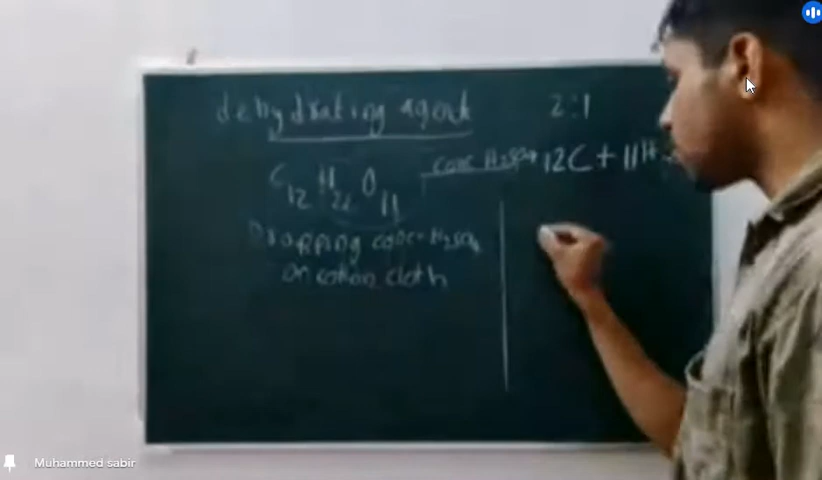 dehydrating agent
2:1
C12H22O11 conc H2SO4 12C + 11H
Dropping conc-H2SO4
on cotton cloth
Muhammed sabir